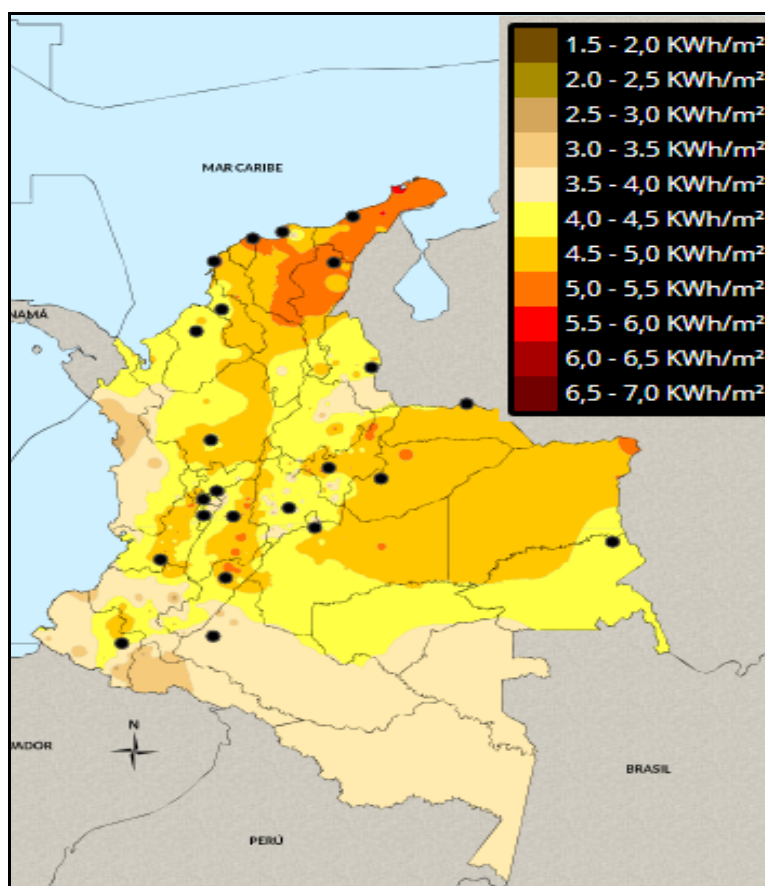 1.5 - 2,0 KWh/m²
2.0 - 2,5 KWh/m²
2.5 - 3,0 KWh/m²
3.0 - 3.5 KWh/m²
3.5 - 4,0 KWh/m²
4,0 - 4,5 KWh/m²
4.5 - 5,0 KWh/m²
5,0 - 5,5 KWh/m²
5.5 - 6,0 KWh/m²
6,0 - 6,5 KWh/m²
6,5 - 7,0 KWh/m²
MAR CARIBE
NAMÁ
N
UADOR
BRASIL
PERÚ